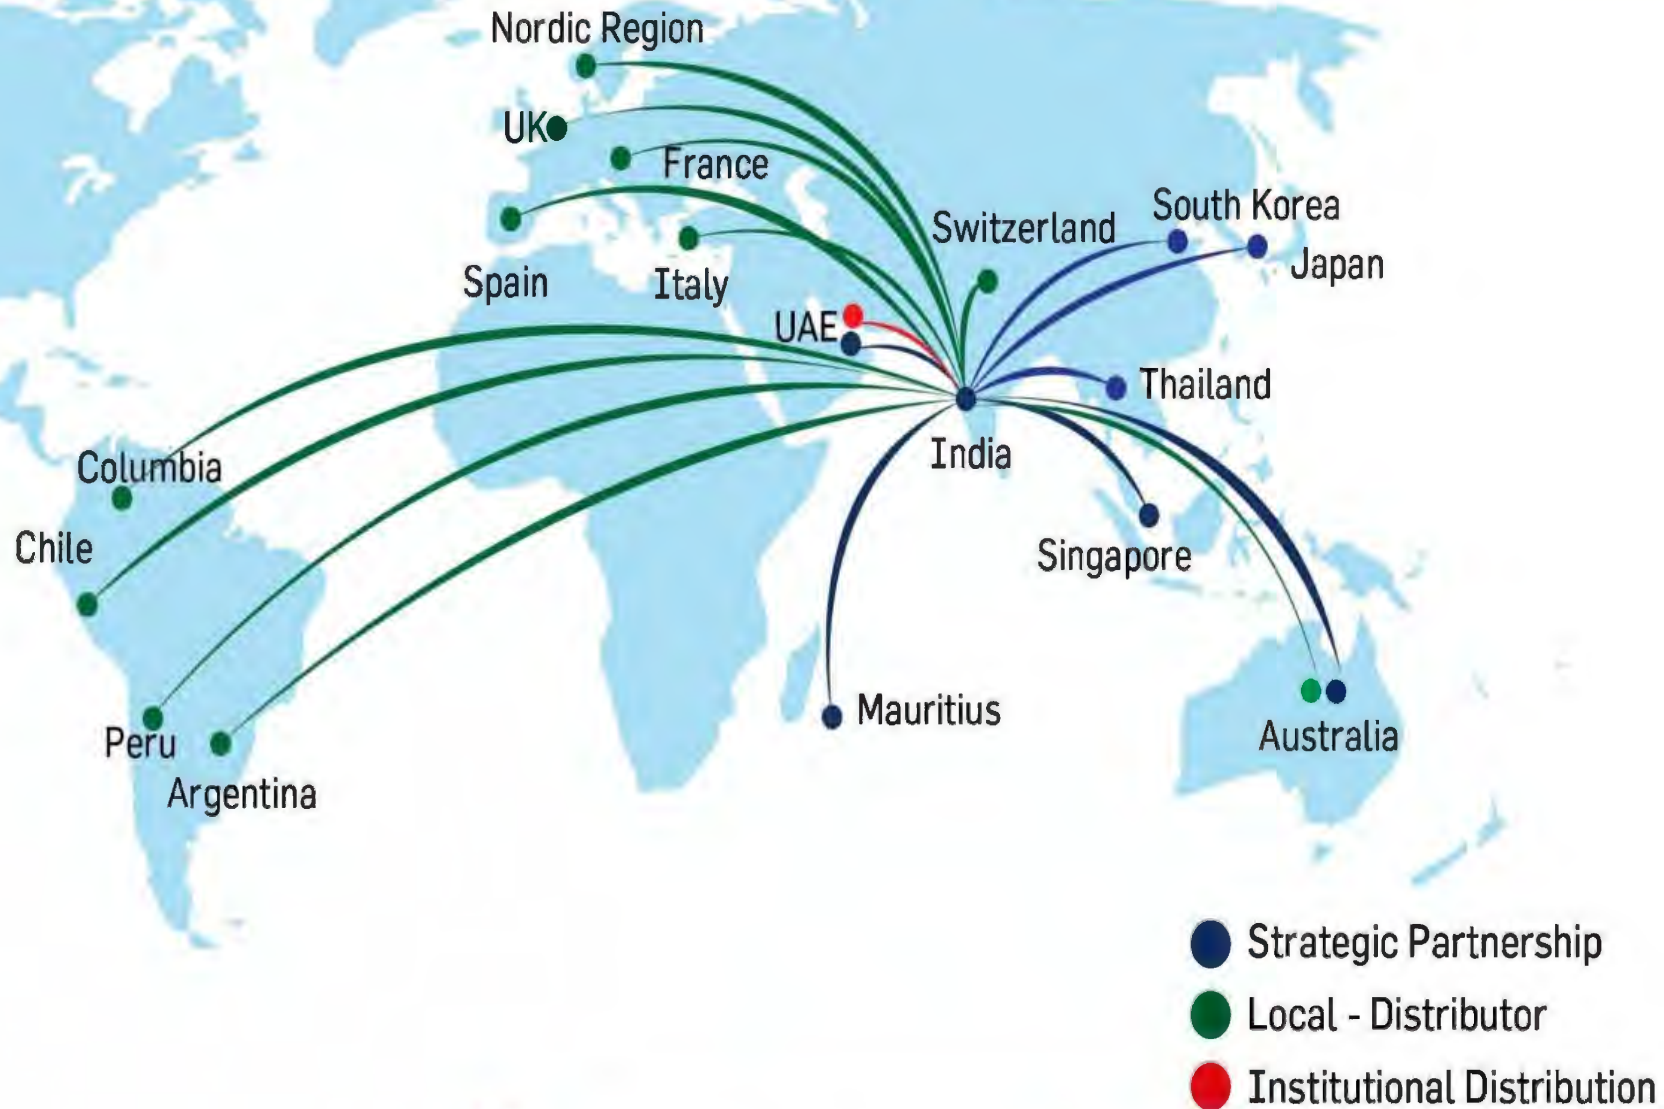 Nordic Region
UK
France
Switzerland
South Korea
Japan
Spain
Italy
UAE
Thailand
India
Columbia
Chile
Singapore
Peru
Argentina
Mauritius
Australia
Strategic Partnership
Local - Distributor
Institutional Distribution